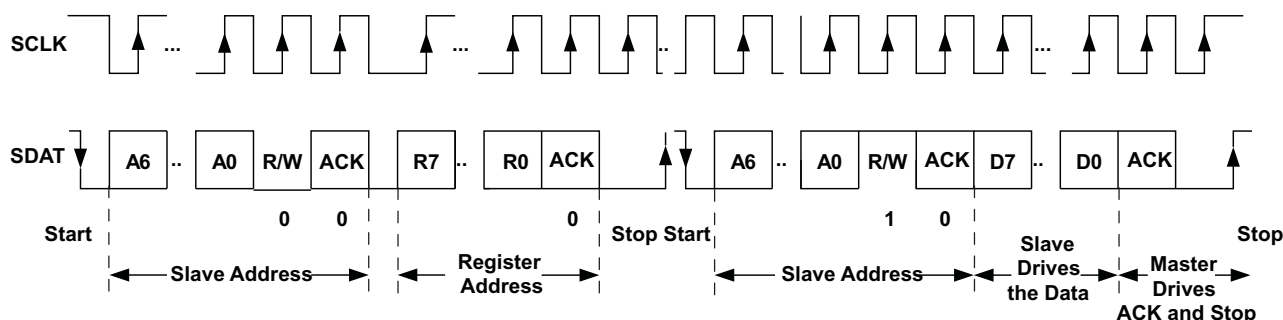 SCLK ... ... .. ... ...
SDAT A6 .. A0 R/W ACK R7 .. R0 ACK A6 .. A0 R/W ACK D7 .. D0 ACK
0 0 0 1 0
Start Stop Start Stop
Slave Address
Register
Address
Slave Address
Slave
Drives
the Data
Master
Drives
ACK and Stop